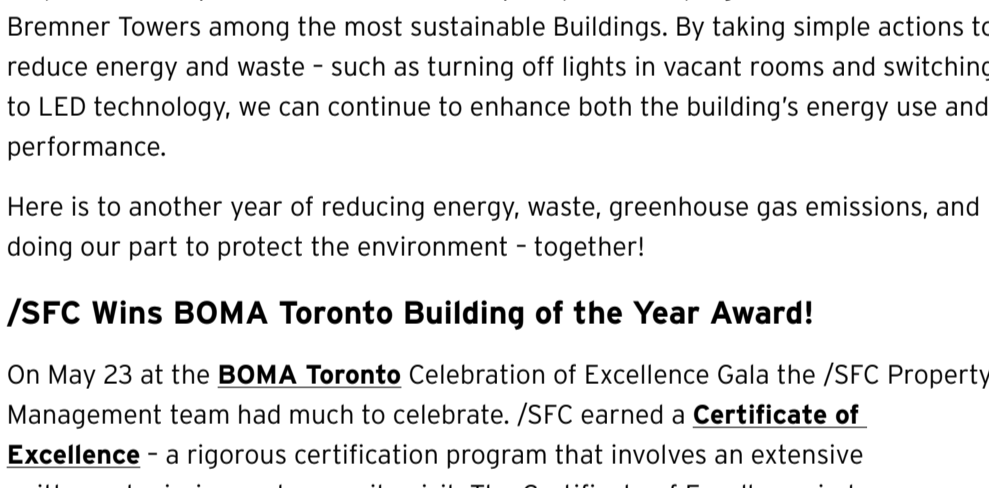 Bremner Towers among the most sustainable Buildings. By taking simple actions to
reduce energy and waste – such as turning off lights in vacant rooms and switching
to LED technology, we can continue to enhance both the building's energy use and
performance.
Here is to another year of reducing energy, waste, greenhouse gas emissions, and
doing our part to protect the environment – together!
/SFC Wins BOMA Toronto Building of the Year Award!
On May 23 at the BOMA Toronto Celebration of Excellence Gala the /SFC Property
Management team had much to celebrate. /SFC earned a Certificate of
Excellence – a rigorous certification program that involves an extensive